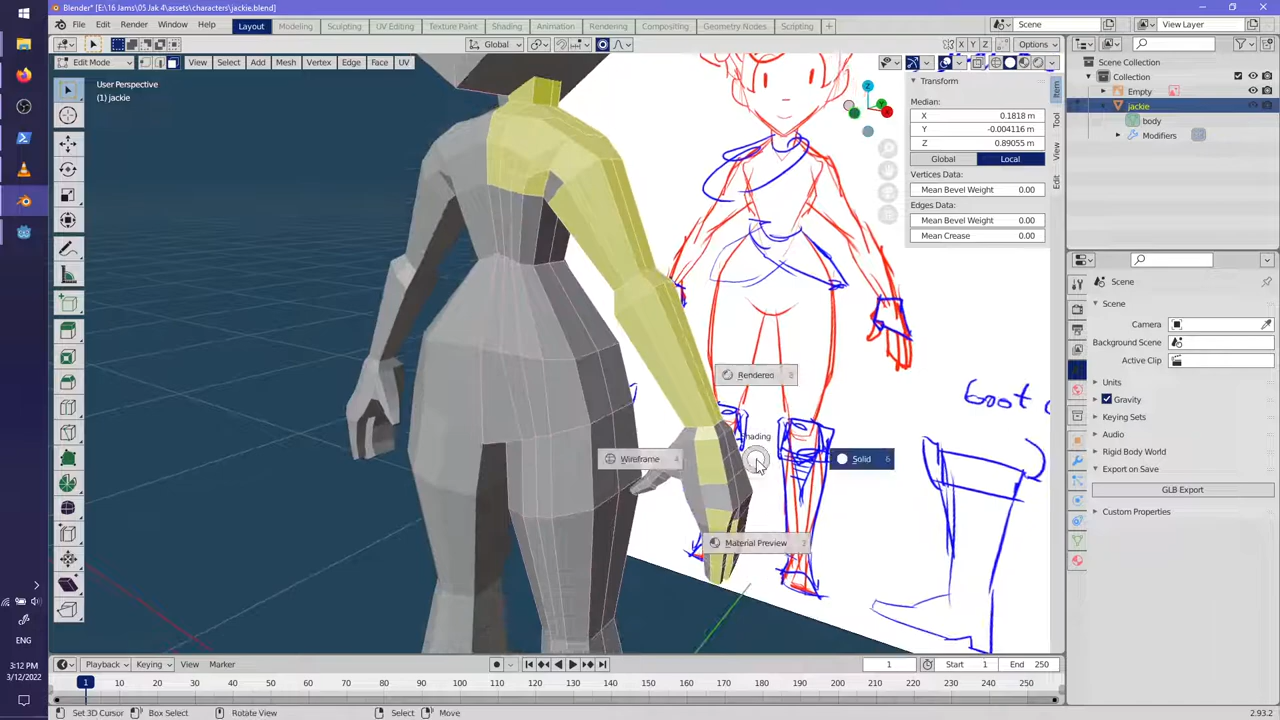 Blender* [E:\16 Jams\05 Jak 4\assets\characters\jackie.blend]
File Edit Render Window Help
Layout Modeling Sculpting UV Editing Texture Paint Shading Animation Rendering Compositing Geometry Nodes Scripting +
Scene
View Layer
Global
X Y Z
Options
Edit Mode View Select Add Mesh Vertex Edge Face UV
User Perspective
(1) jackie
Transform
Median:
X 0.1818 m
Y -0.004116 m
Z 0.89055 m
Global Local
Vertices Data:
Mean Bevel Weight 0.00
Edges Data:
Mean Bevel Weight 0.00
Mean Crease 0.00
Item
Tool
View
Edit
Scene Collection
Collection
Empty
jackie
body
Modifiers
Scene
Scene
Camera
Background Scene
Active Clip
Units
Gravity
Keying Sets
Audio
Rigid Body World
Export on Save
GLB Export
Custom Properties
Rendered 8
Shading
Wireframe 4
Solid 6
Material Preview 2
boot
Playback Keying View Marker
1 Start 1 End 250
1 10 20 30 40 50 60 70 80 90 100 110 120 130 140 150 160 170 180 190 200 210 220 230 240 250
Set 3D Cursor Box Select Rotate View Select Move
2.93.2
ENG
3:12 PM
3/12/2022